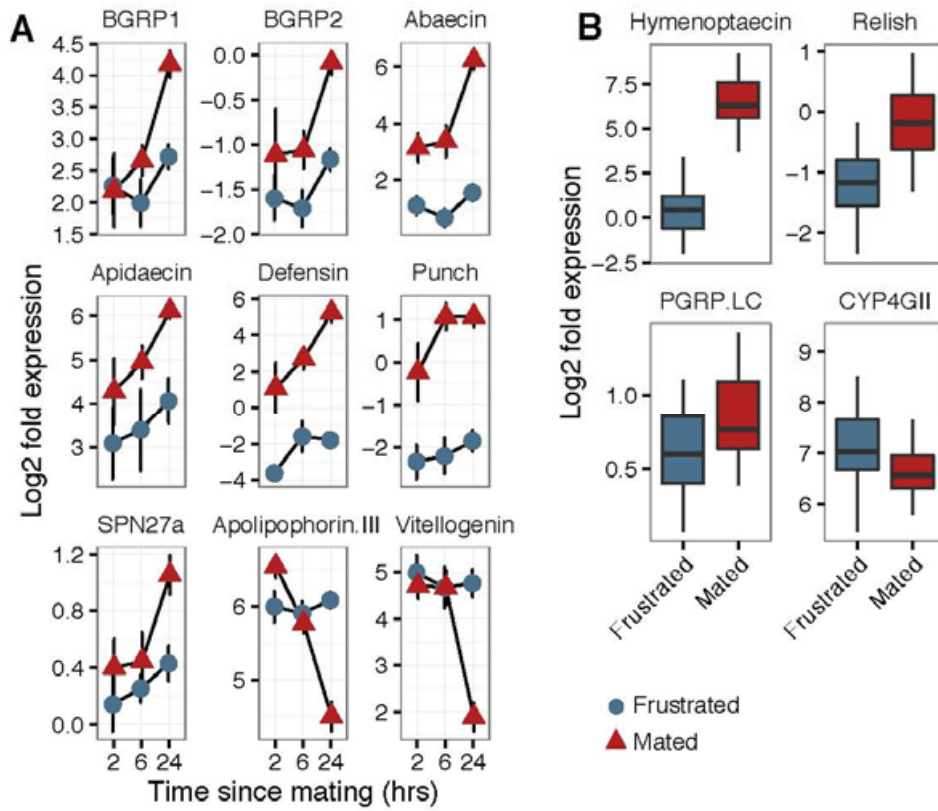 A
BGRP1 BGRP2 Abaecin
4.5 4.0 3.5 3.0 2.5 2.0 1.5
0.0 −0.5 −1.0 −1.5 −2.0
6 4 2
Apidaecin Defensin Punch
6 5 4 3
6 4 2 0 −2 −4
1 0 −1 −2
SPN27a Apolipophorin.III Vitellogenin
1.2 0.8 0.4 0.0
6 5
5 4 3 2
2 6 24 2 6 24 2 6 24
Time since mating (hrs)
Log2 fold expression
B
Hymenoptaecin Relish
7.5 5.0 2.5 0.0 −2.5
1 0 −1 −2
PGRP.LC CYP4GII
1.0 0.5
9 8 7 6
Frustrated Mated Frustrated Mated
Log2 fold expression
Frustrated
Mated